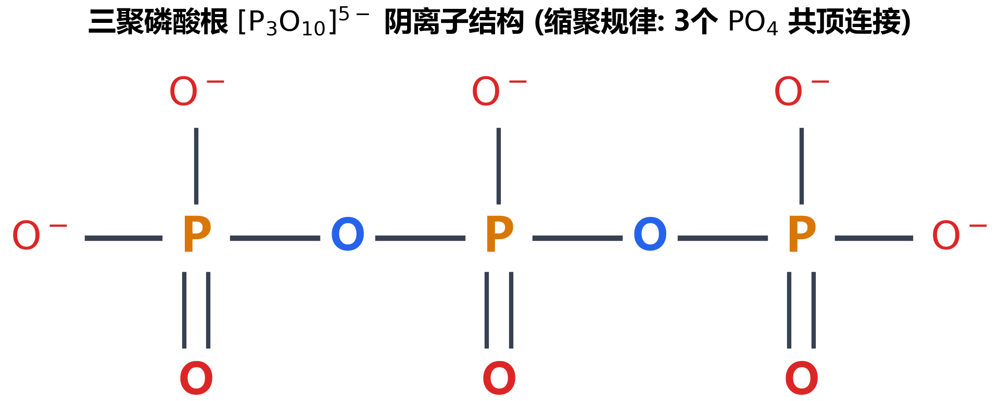 三聚磷酸根 [P₃O₁₀]⁵⁻ 阴离子结构 (缩聚规律: 3个 PO₄ 共顶连接)
O⁻ O⁻ O⁻
O⁻ P O P O P O⁻
O O O